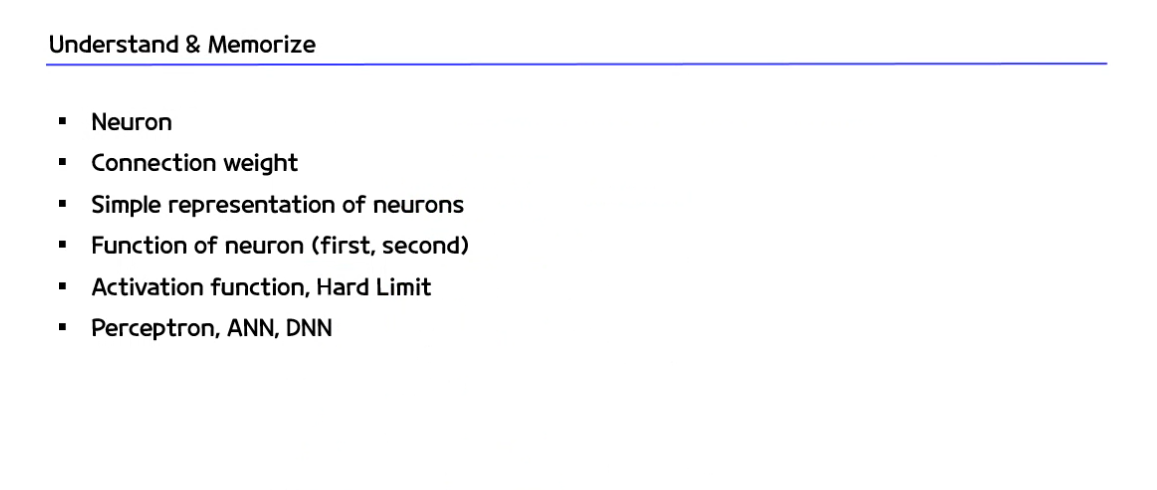 Understand & Memorize
▪ Neuron
▪ Connection weight
▪ Simple representation of neurons
▪ Function of neuron (first, second)
▪ Activation function, Hard Limit
▪ Perceptron, ANN, DNN